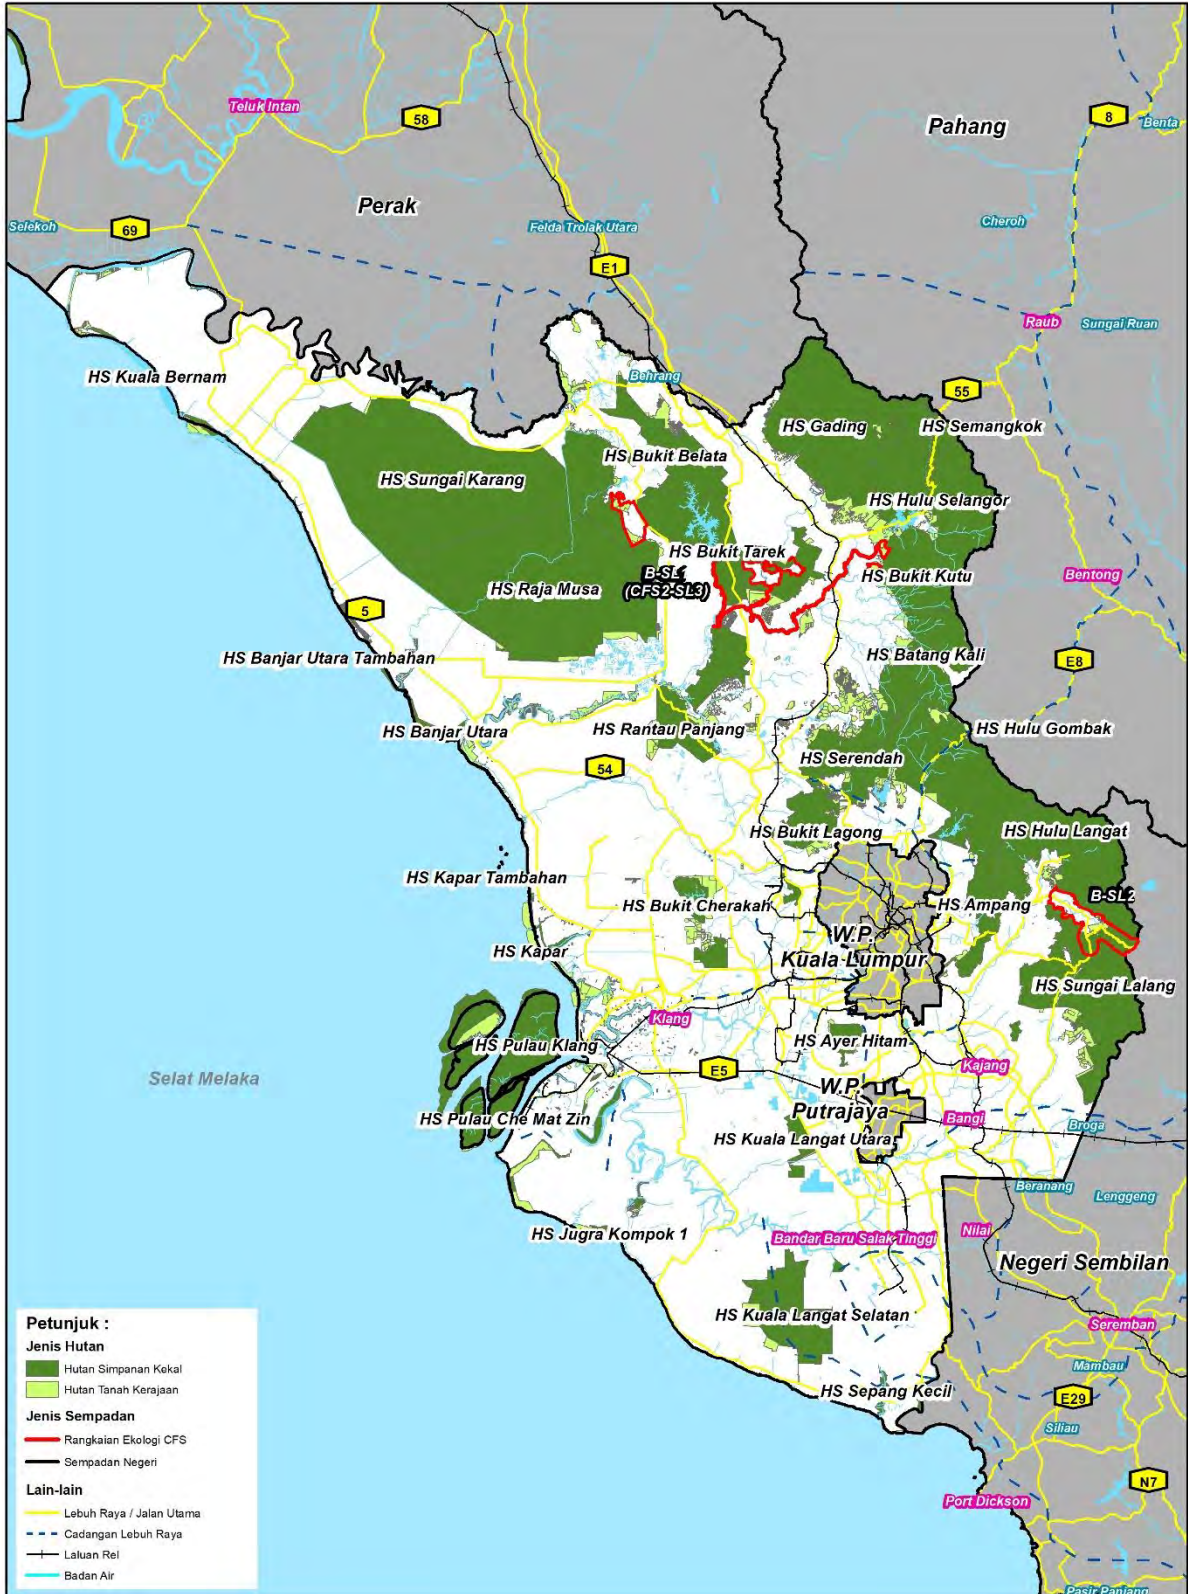 Teluk Intan
58
8
Benta
Pahang
Perak
Selekoh
69
Felda Trolak Utara
Cheroh
E1
Raub
Sungai Ruan
HS Kuala Bernam
Behrang
55
HS Gading
HS Semangkok
HS Bukit Belata
HS Sungai Karang
HS Hulu Selangor
HS Bukit Tarek
B-SL1
(CFS2-SL3)
HS Bukit Kutu
Bentong
HS Raja Musa
5
HS Banjar Utara Tambahan
HS Batang Kali
E8
HS Banjar Utara
HS Rantau Panjang
HS Hulu Gombak
HS Serendah
54
HS Bukit Lagong
HS Hulu Langat
HS Kapar Tambahan
HS Bukit Cherakah
HS Ampang
B-SL2
W.P.
Kuala Lumpur
HS Kapar
HS Sungai Lalang
Klang
HS Pulau Klang
HS Ayer Hitam
Kajang
E5
Selat Melaka
W.P.
Putrajaya
HS Pulau Che Mat Zin
Bangi
Broga
HS Kuala Langat Utara
Beranang
Lenggeng
HS Jugra Kompok 1
Bandar Baru Salak Tinggi
Nilai
Negeri Sembilan
HS Kuala Langat Selatan
Seremban
Mambau
HS Sepang Kecil
E29
Siliau
N7
Port Dickson
Pasir Panjang
Petunjuk :
Jenis Hutan
Hutan Simpanan Kekal
Hutan Tanah Kerajaan
Jenis Sempadan
Rangkaian Ekologi CFS
Sempadan Negeri
Lain-lain
Lebuh Raya / Jalan Utama
Cadangan Lebuh Raya
Laluan Rel
Badan Air